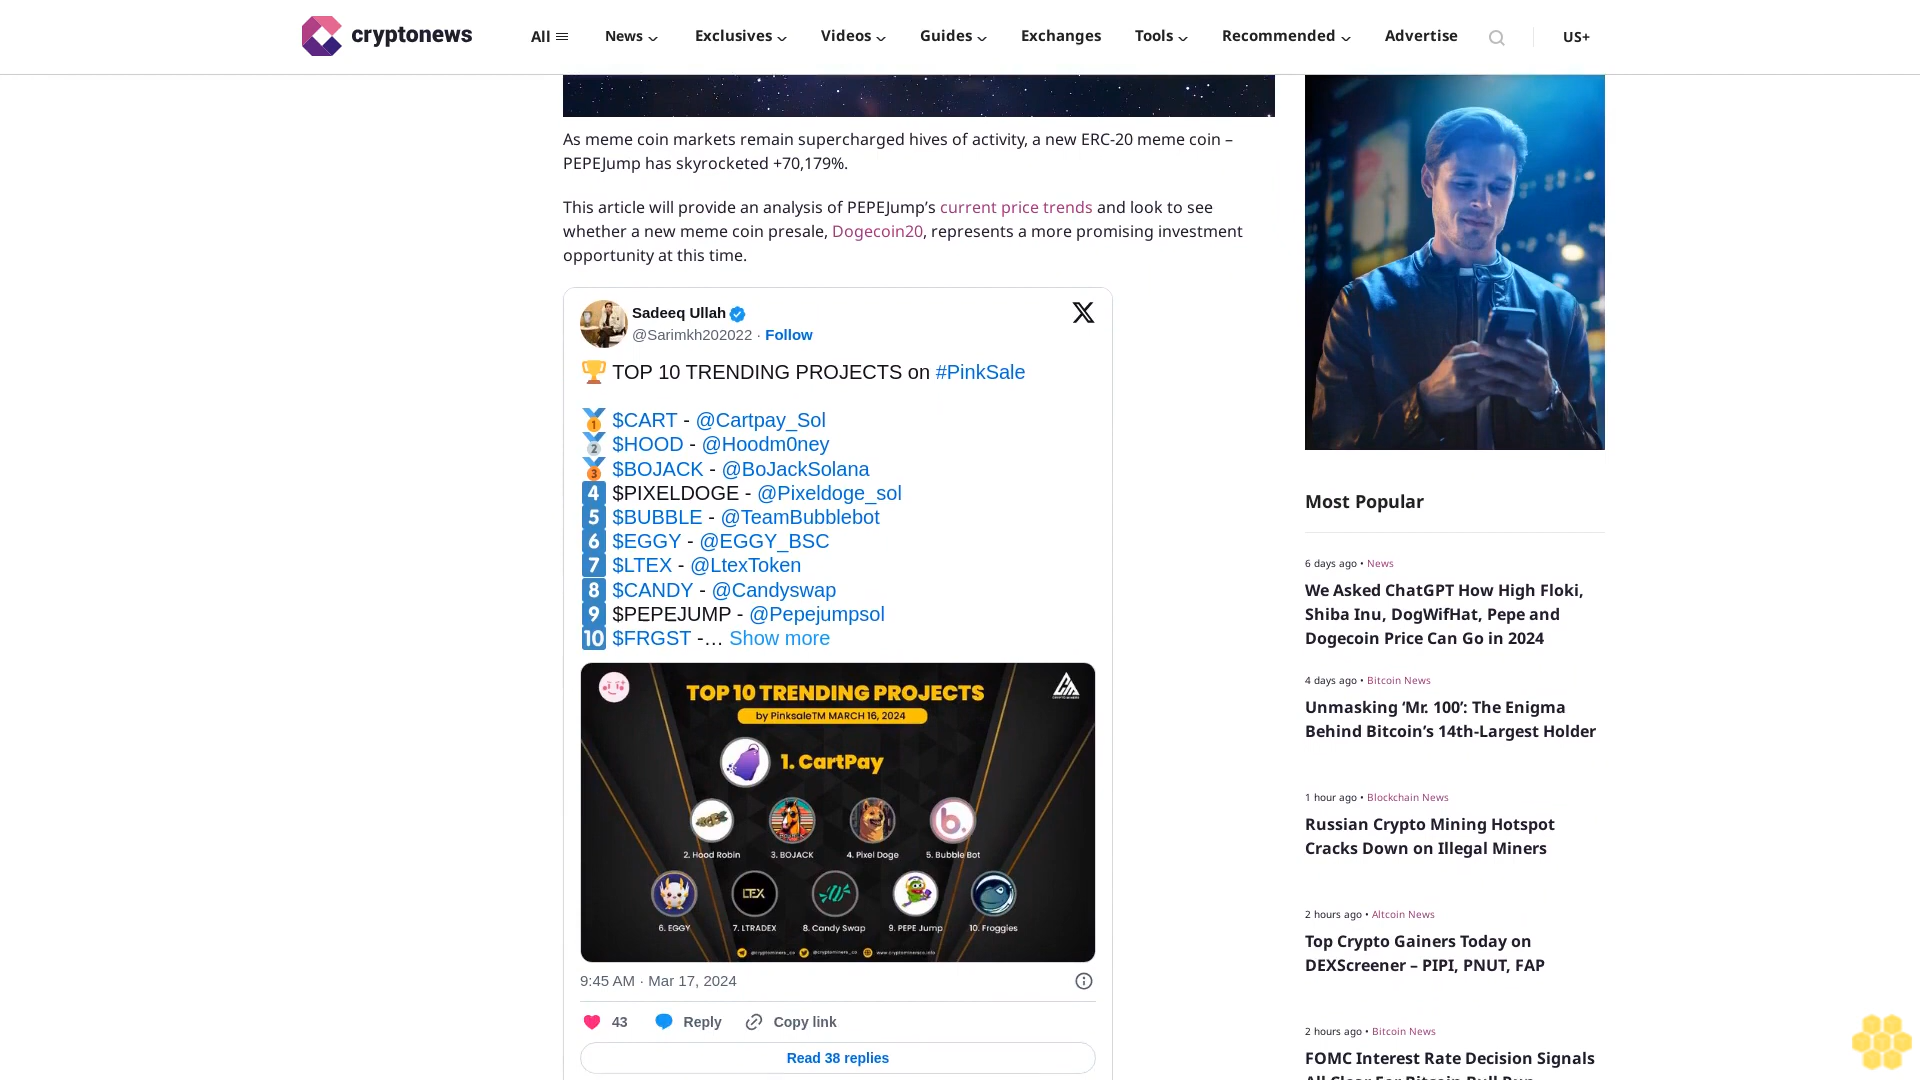 cryptonews
All
News
Exclusives
Videos
Guides
Exchanges
Tools
Recommended
Advertise
US+
As meme coin markets remain supercharged hives of activity, a new ERC-20 meme coin –
PEPEJump has skyrocketed +70,179%.
This article will provide an analysis of PEPEJump’s current price trends and look to see
whether a new meme coin presale, Dogecoin20, represents a more promising investment
opportunity at this time.
Sadeeq Ullah
@Sarimkh202022 · Follow
🏆 TOP 10 TRENDING PROJECTS on #PinkSale
🥇 $CART - @Cartpay_Sol
🥈 $HOOD - @Hoodm0ney
🥉 $BOJACK - @BoJackSolana
4 $PIXELDOGE - @Pixeldoge_sol
5 $BUBBLE - @TeamBubblebot
6 $EGGY - @EGGY_BSC
7 $LTEX - @LtexToken
8 $CANDY - @Candyswap
9 $PEPEJUMP - @Pepejumpsol
10 $FRGST -… Show more
TOP 10 TRENDING PROJECTS
by PinksaleTM MARCH 16, 2024
1. CartPay
2. Hood Robin
3. BOJACK
4. Pixel Doge
5. Bubble Bot
b.
LTEX
6. EGGY
7. LTRADEX
8. Candy Swap
9. PEPE Jump
10. Froggies
9:45 AM · Mar 17, 2024
43
Reply
Copy link
Read 38 replies
Most Popular
6 days ago • News
We Asked ChatGPT How High Floki,
Shiba Inu, DogWifHat, Pepe and
Dogecoin Price Can Go in 2024
4 days ago • Bitcoin News
Unmasking ‘Mr. 100’: The Enigma
Behind Bitcoin’s 14th-Largest Holder
1 hour ago • Blockchain News
Russian Crypto Mining Hotspot
Cracks Down on Illegal Miners
2 hours ago • Altcoin News
Top Crypto Gainers Today on
DEXScreener – PIPI, PNUT, FAP
2 hours ago • Bitcoin News
FOMC Interest Rate Decision Signals
All Clear For Bitcoin Bull Run